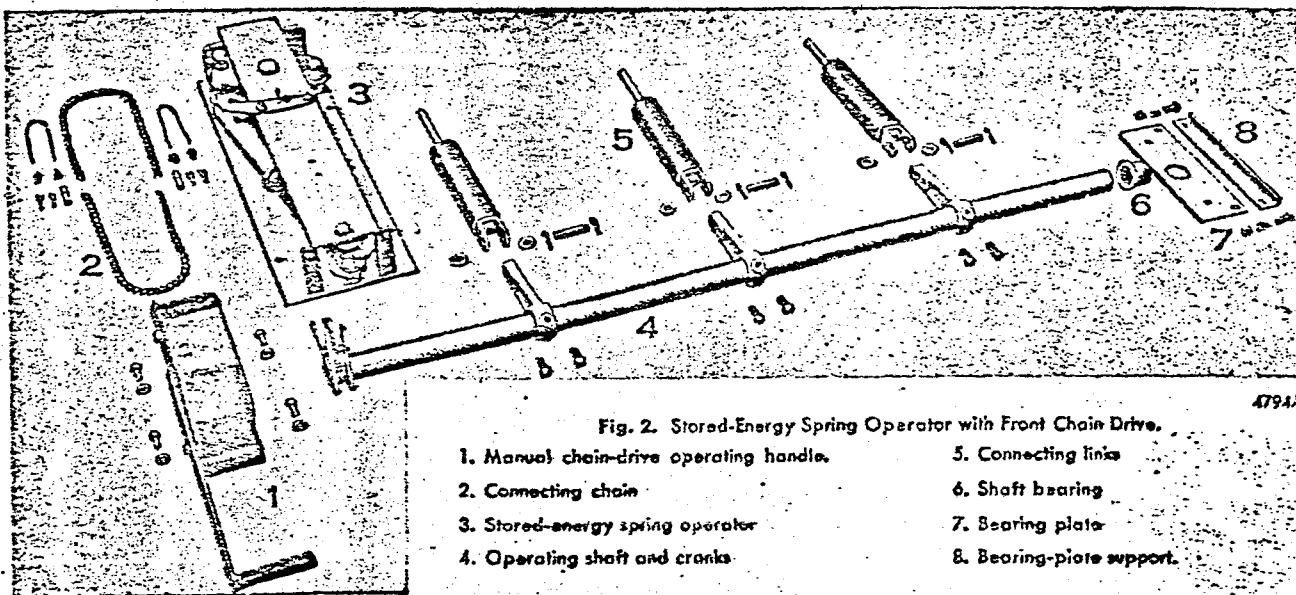 3
5
8
2
6
7
4
1
4794
Fig. 2. Stored-Energy Spring Operator with Front Chain Drive.
1. Manual chain-drive operating handle.
2. Connecting chain
3. Stored-energy spring operator
4. Operating shaft and cranks
5. Connecting links
6. Shaft bearing
7. Bearing plate
8. Bearing-plate support.